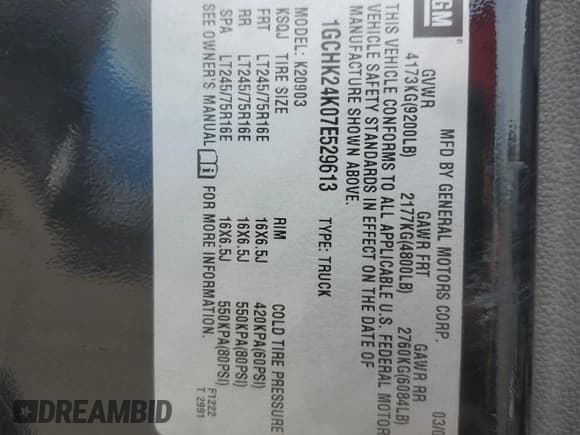 GM
MFD BY GENERAL MOTORS CORP.
GVWR GAWR FRT GAWR RR
4173KG(9200LB) 2177KG(4800LB) 2760KG(6084LB)
THIS VEHICLE CONFORMS TO ALL APPLICABLE U.S. FEDERAL MOTOR
VEHICLE SAFETY STANDARDS IN EFFECT ON THE DATE OF
MANUFACTURE SHOWN ABOVE.
1GCHK24K07E529613 TYPE: TRUCK
MODEL: K20903
KSQJ TIRE SIZE RIM COLD TIRE PRESSURE
FRT LT245/75R16E 16X6.5J 420KPA(60PSI)
RR LT245/75R16E 16X6.5J 550KPA(80PSI)
SPA LT245/75R16E 16X6.5J 550KPA(80PSI)
SEE OWNER'S MANUAL FOR MORE INFORMATION.
F1222
T 2991
DREAMBID